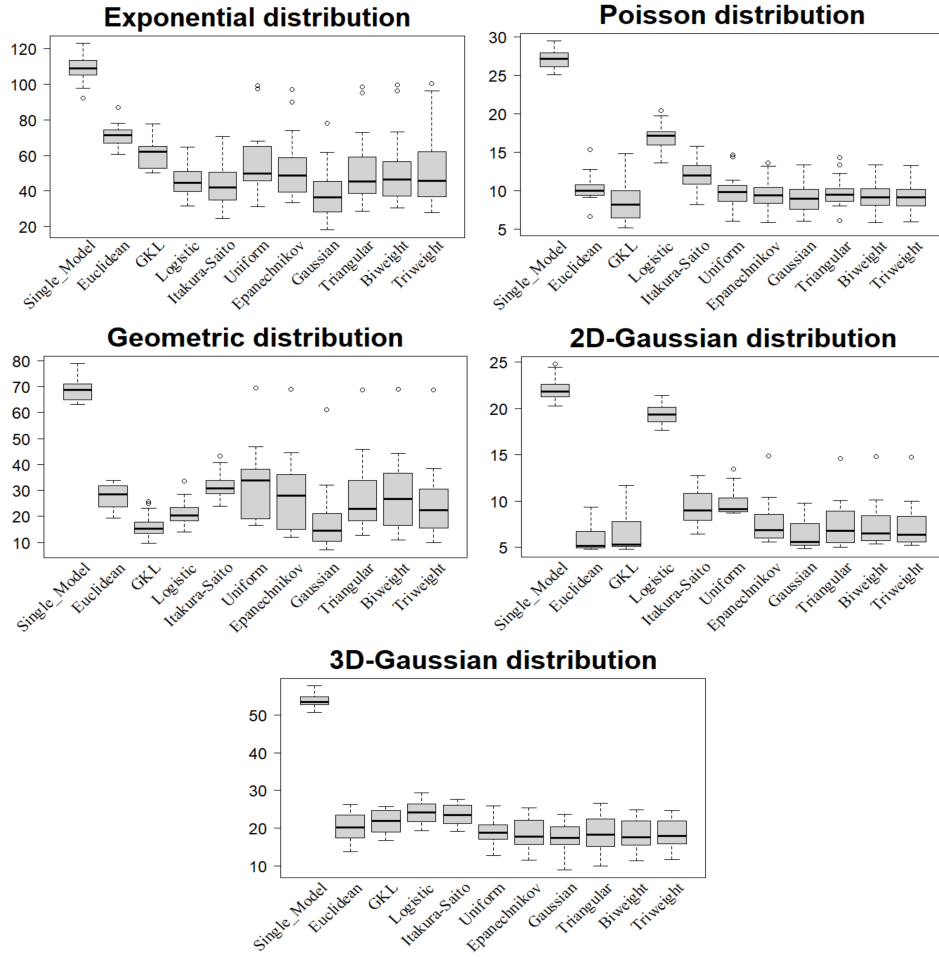 Exponential distribution
120
100
80
60
40
20
Single_Model
Euclidean
GKL
Logistic
Itakura-Saito
Uniform
Epanechnikov
Gaussian
Triangular
Biweight
Triweight
Poisson distribution
30
25
20
15
10
5
Single_Model
Euclidean
GKL
Logistic
Itakura-Saito
Uniform
Epanechnikov
Gaussian
Triangular
Biweight
Triweight
Geometric distribution
80
70
60
50
40
30
20
10
Single_Model
Euclidean
GKL
Logistic
Itakura-Saito
Uniform
Epanechnikov
Gaussian
Triangular
Biweight
Triweight
2D-Gaussian distribution
25
20
15
10
5
Single_Model
Euclidean
GKL
Logistic
Itakura-Saito
Uniform
Epanechnikov
Gaussian
Triangular
Biweight
Triweight
3D-Gaussian distribution
50
40
30
20
10
Single_Model
Euclidean
GKL
Logistic
Itakura-Saito
Uniform
Epanechnikov
Gaussian
Triangular
Biweight
Triweight